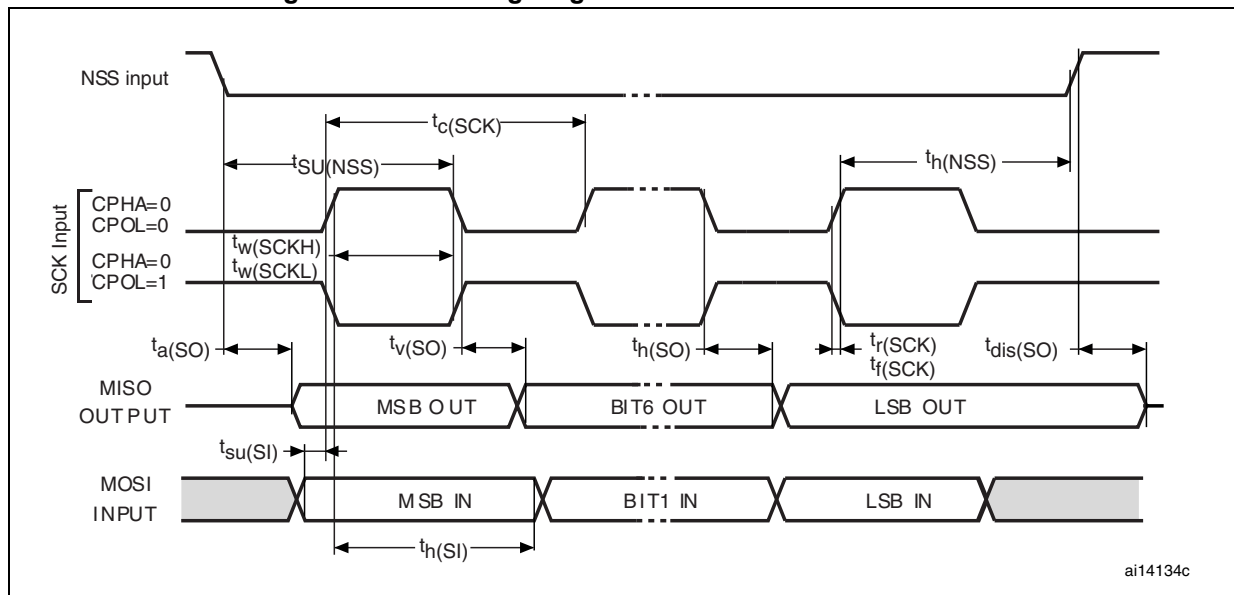 NSS input
tc(SCK)
tSU(NSS)
th(NSS)
SCK Input
CPHA=0
CPOL=0
tw(SCKH)
tw(SCKL)
CPHA=0
CPOL=1
ta(SO)
tv(SO)
th(SO)
tr(SCK)
tf(SCK)
tdis(SO)
MISO
OUTPUT
MSB OUT
BIT6 OUT
LSB OUT
tsu(SI)
MOSI
INPUT
MSB IN
BIT1 IN
LSB IN
th(SI)
ai14134c